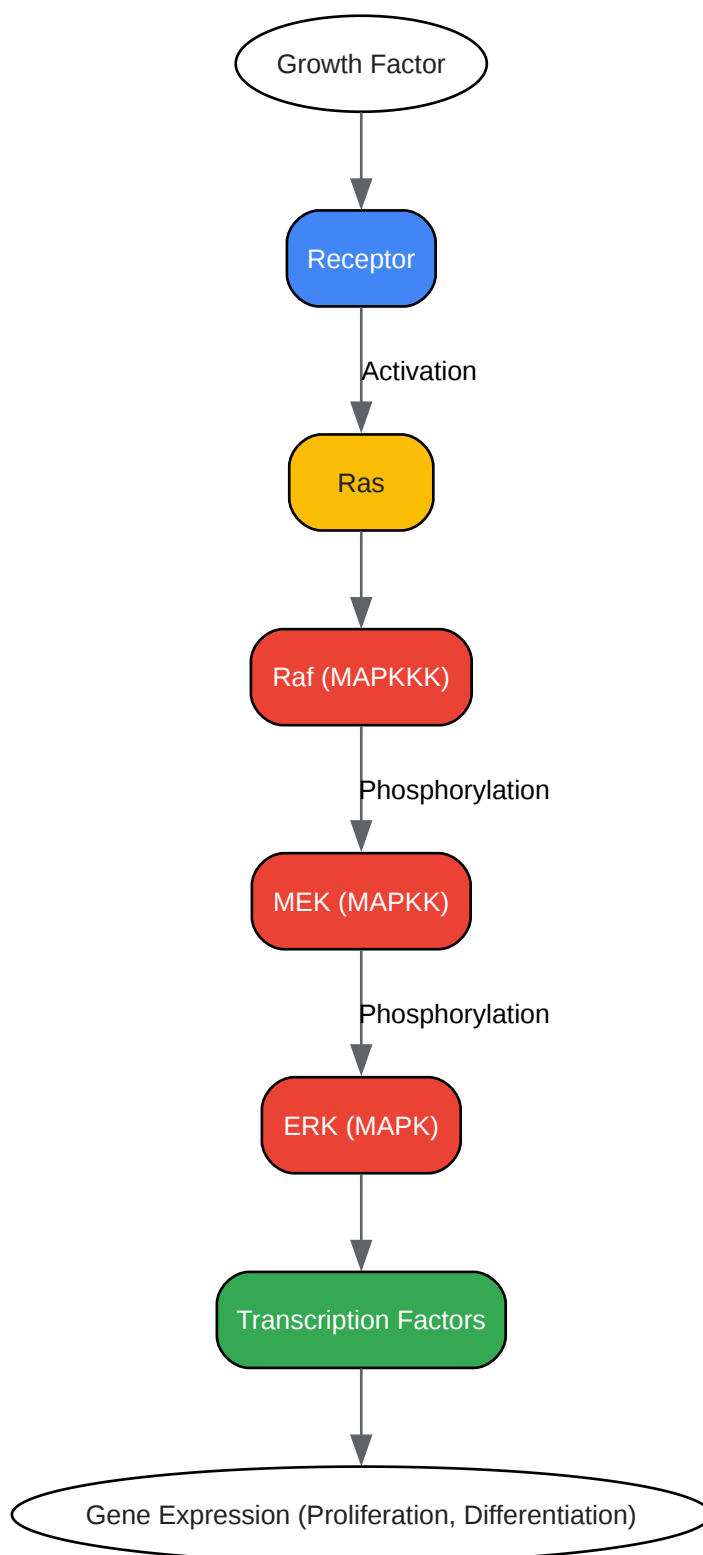 Growth Factor
Receptor
Activation
Ras
Raf (MAPKKK)
Phosphorylation
MEK (MAPKK)
Phosphorylation
ERK (MAPK)
Transcription Factors
Gene Expression (Proliferation, Differentiation)